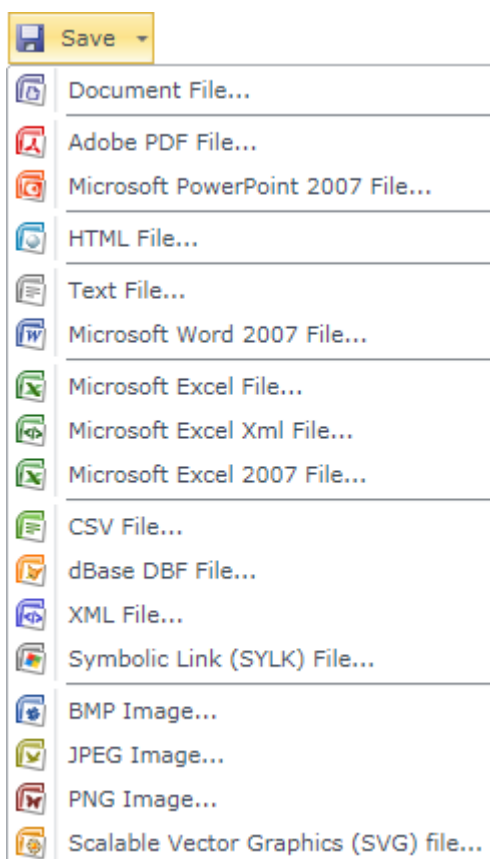 Save
Document File...
Adobe PDF File...
Microsoft PowerPoint 2007 File...
HTML File...
Text File...
Microsoft Word 2007 File...
Microsoft Excel File...
Microsoft Excel Xml File...
Microsoft Excel 2007 File...
CSV File...
dBase DBF File...
XML File...
Symbolic Link (SYLK) File...
BMP Image...
JPEG Image...
PNG Image...
Scalable Vector Graphics (SVG) file...